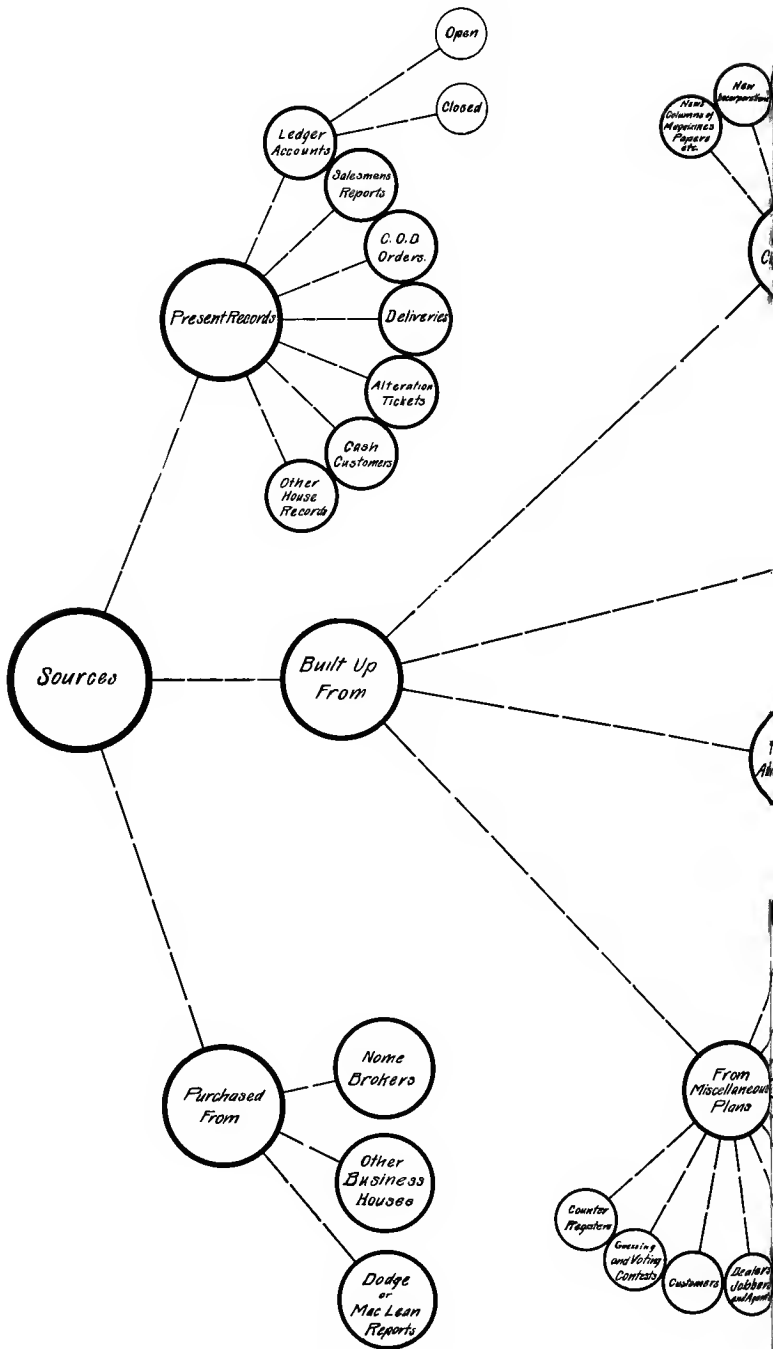 Open
Closed
Ledger
Accounts
Salesmens
Reports
C.O.D
Orders.
Deliveries
Alteration
Tickets
Cash
Customers
Other
House
Records
Present Records
New
Incorporations
News
Columns of
Magazines
Papers
etc.
Sources
Built Up
From
Purchased
From
Nome
Brokers
Other
Business
Houses
Dodge
or
Mac Lean
Reports
From
Miscellaneous
Plans
Counter
Registers
Guessing
and Voting
Contests
Customers
Dealers
Jobbers
and Agents